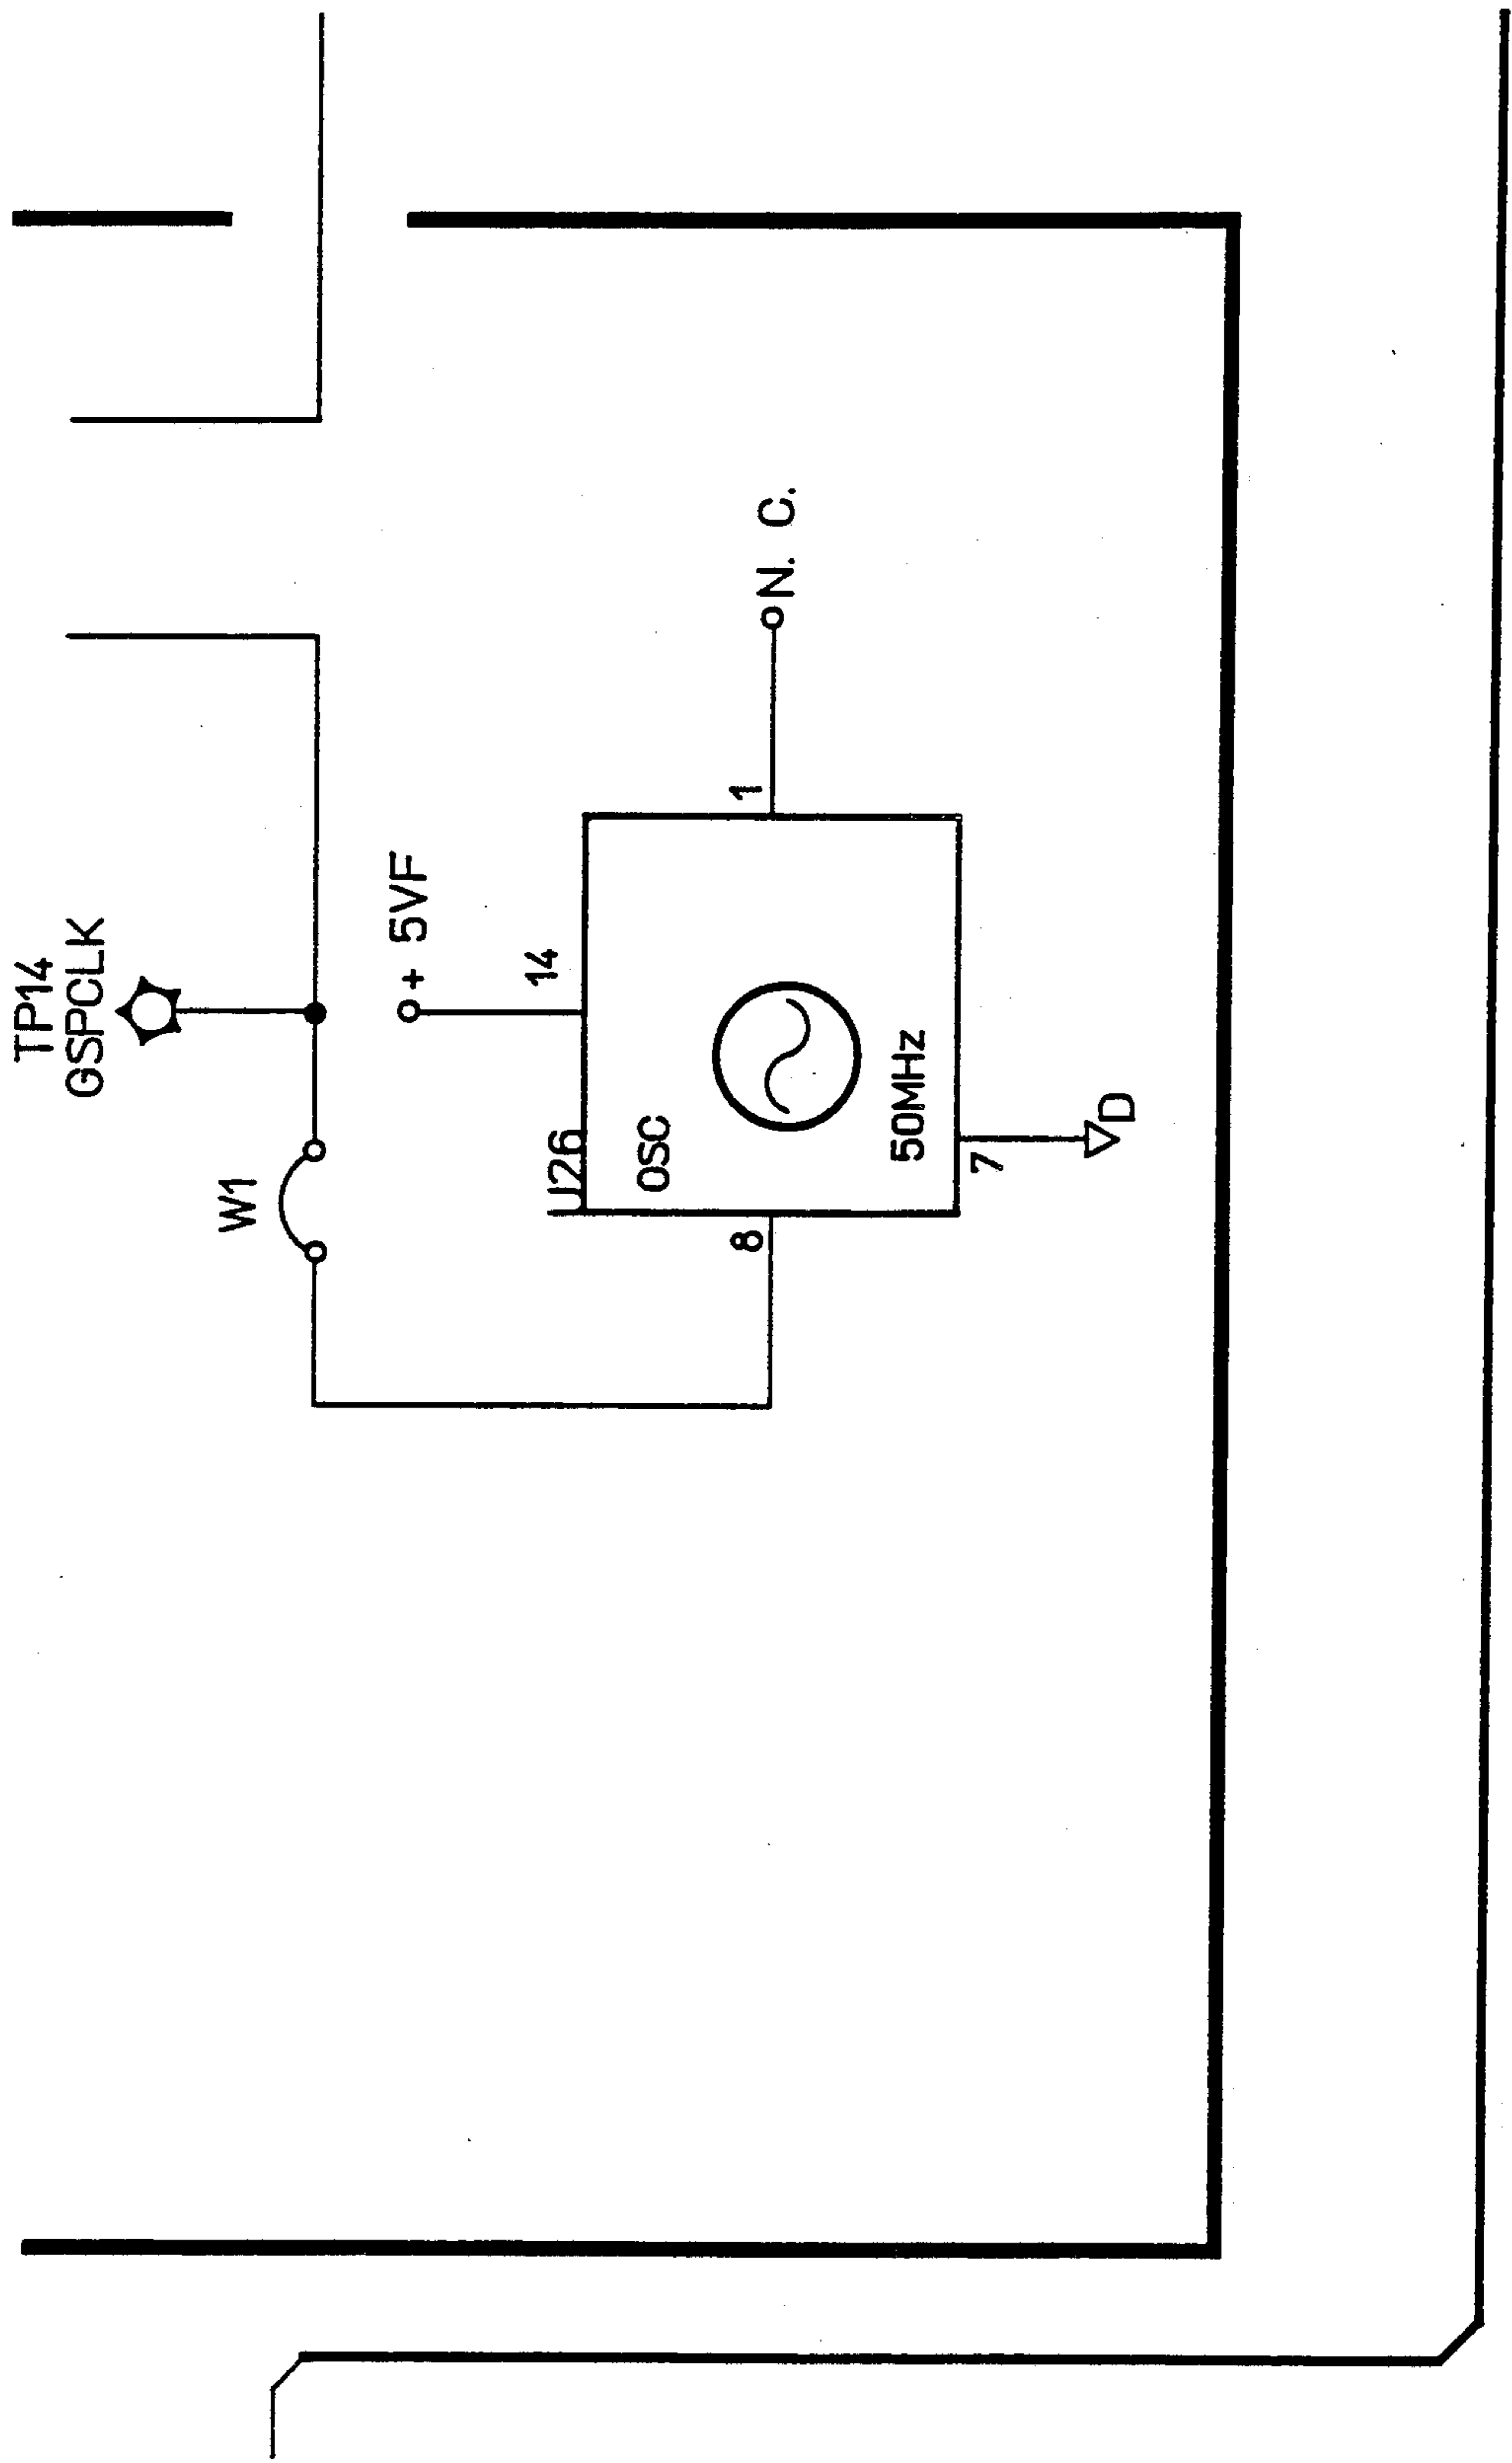 TP14
GSPCLK
W1
+ 5VF
U26
14
OSC
8
1
N. C.
50MHz
7
D